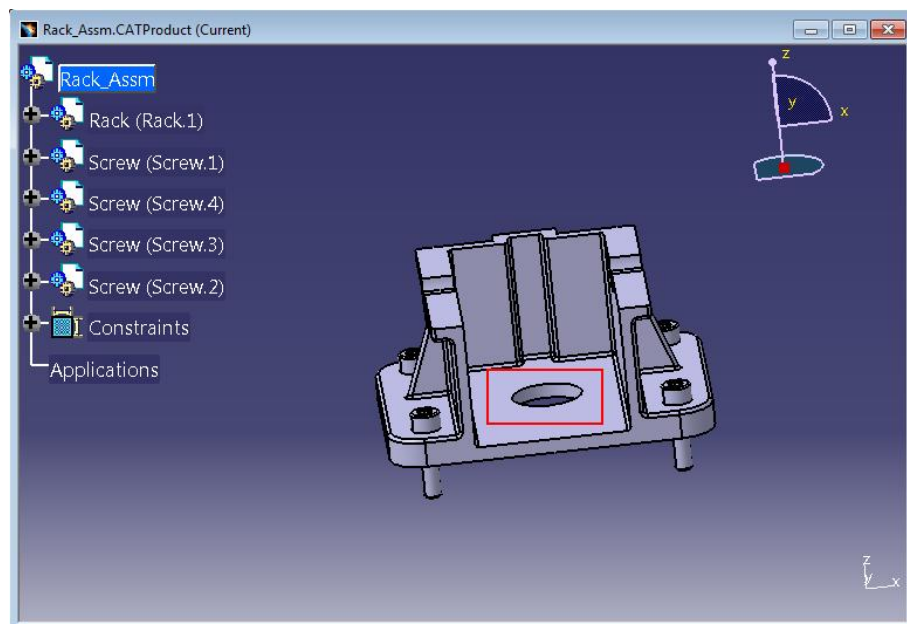 Rack_Assm.CATProduct (Current)
Rack_Assm
Rack (Rack.1)
Screw (Screw.1)
Screw (Screw.4)
Screw (Screw.3)
Screw (Screw.2)
Constraints
Applications
z
y
x
z
y
x